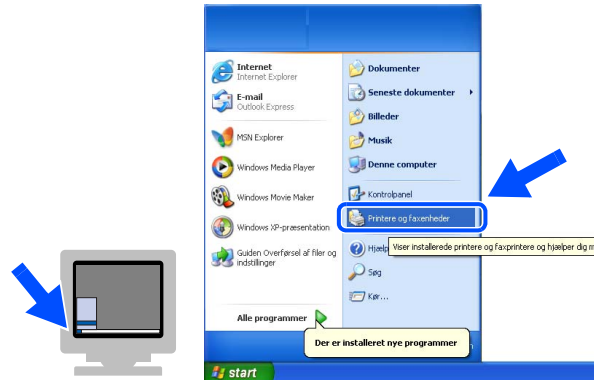 Internet
Internet Explorer
E-mail
Outlook Express
MSN Explorer
Windows Media Player
Windows Movie Maker
Windows XP-præsentation
Guiden Overførsel af filer og
indstillinger
Alle programmer
Dokumenter
Seneste dokumenter
Billeder
Musik
Denne computer
Kontrolpanel
Printere og faxenheder
Hjælp
Viser installerede printere og faxprintere og hjælper dig m
Søg
Kør...
Der er installeret nye programmer
start